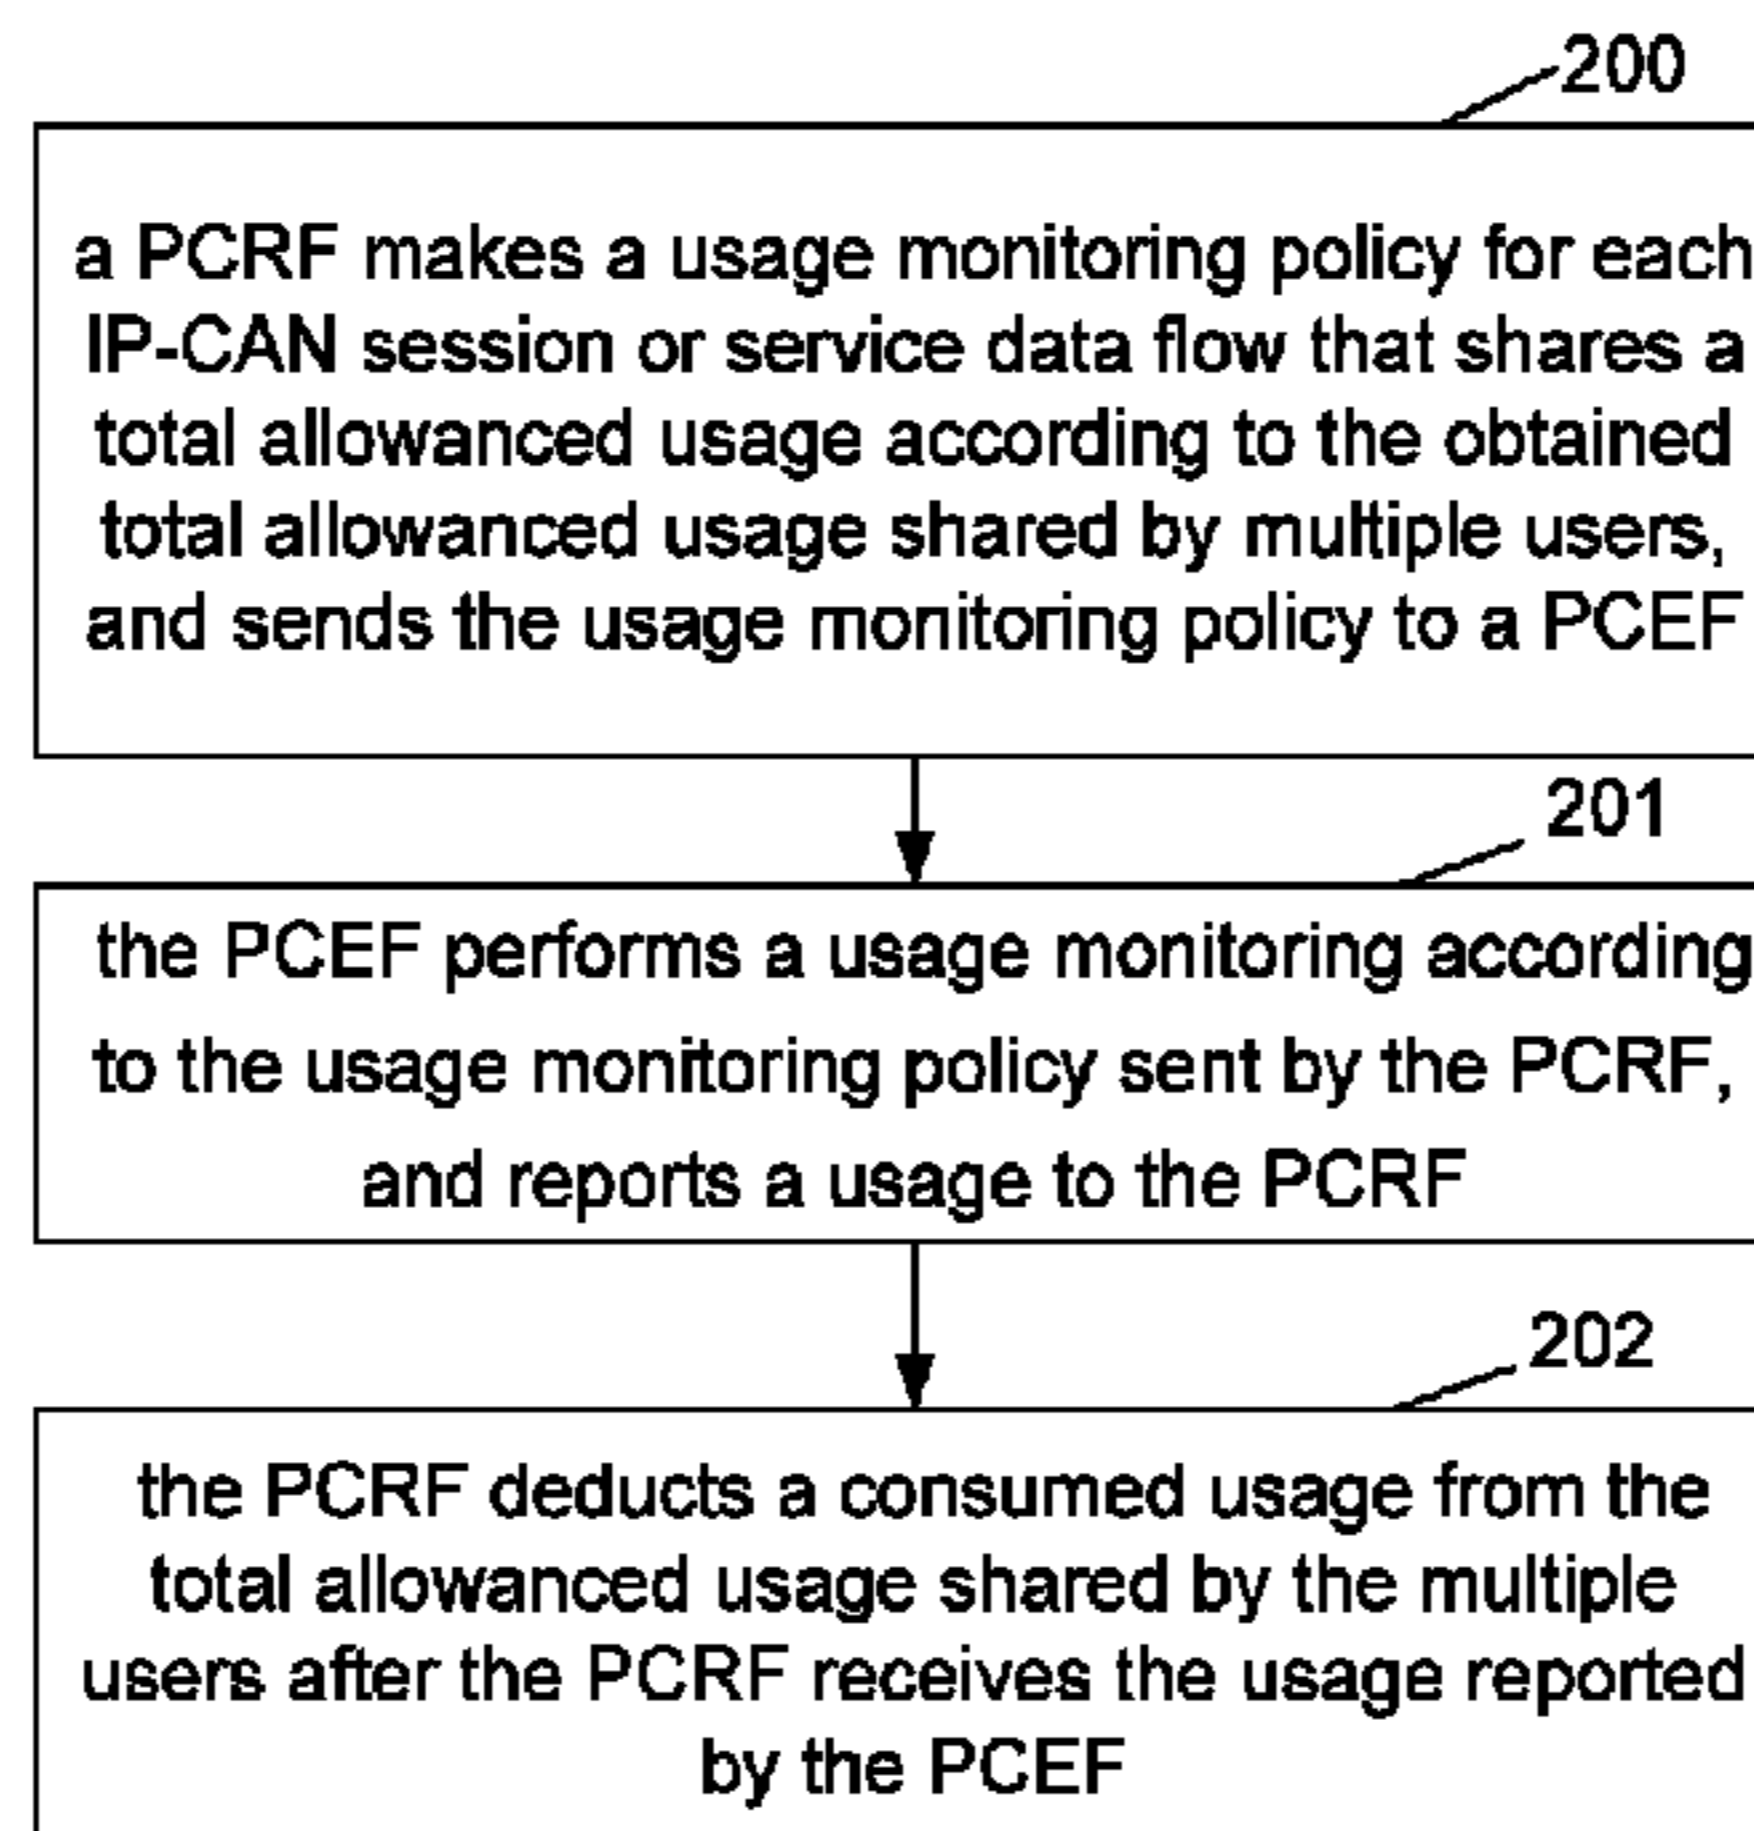 200
a PCRF makes a usage monitoring policy for each
IP-CAN session or service data flow that shares a
total allowanced usage according to the obtained
total allowanced usage shared by multiple users,
and sends the usage monitoring policy to a PCEF
201
the PCEF performs a usage monitoring according
to the usage monitoring policy sent by the PCRF,
and reports a usage to the PCRF
202
the PCRF deducts a consumed usage from the
total allowanced usage shared by the multiple
users after the PCRF receives the usage reported
by the PCEF